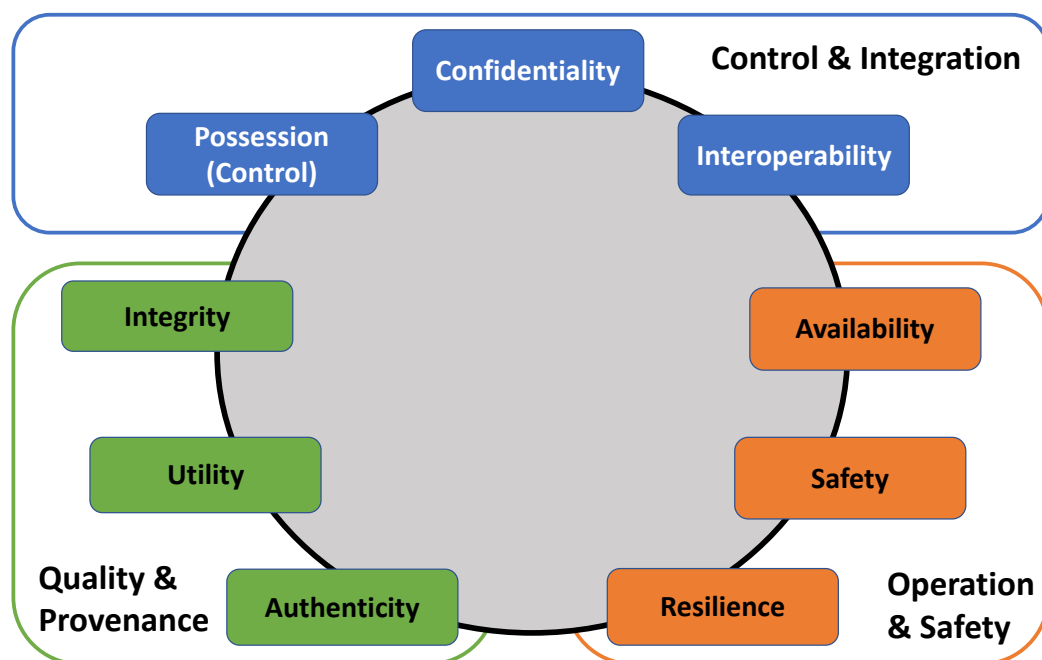 Confidentiality
Control & Integration
Possession
(Control)
Interoperability
Integrity
Availability
Utility
Safety
Quality &
Provenance
Authenticity
Resilience
Operation
& Safety